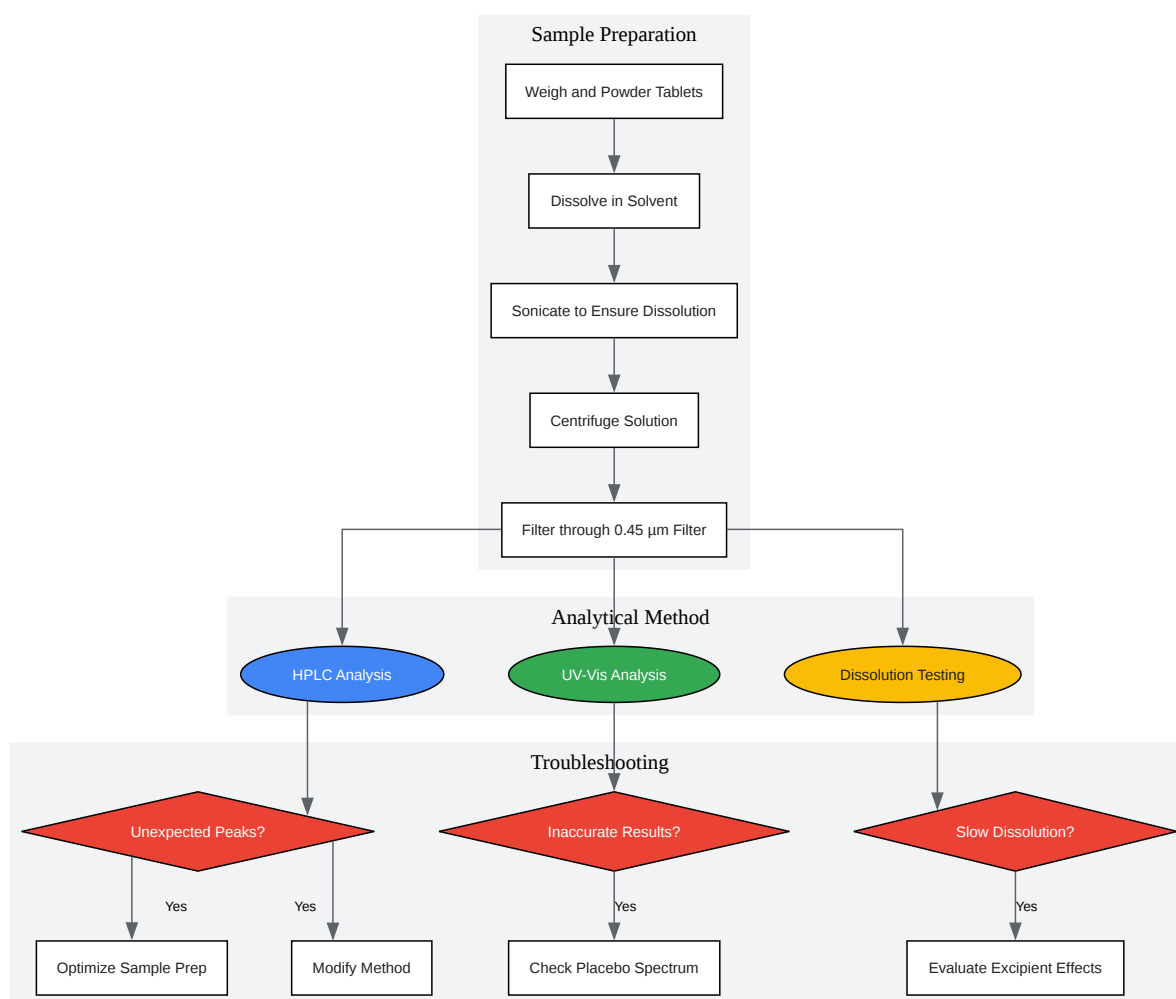 Sample Preparation
Weigh and Powder Tablets
Dissolve in Solvent
Sonicate to Ensure Dissolution
Centrifuge Solution
Filter through 0.45 µm Filter
Analytical Method
HPLC Analysis
UV-Vis Analysis
Dissolution Testing
Troubleshooting
Unexpected Peaks?
Inaccurate Results?
Slow Dissolution?
Yes
Yes
Yes
Yes
Optimize Sample Prep
Modify Method
Check Placebo Spectrum
Evaluate Excipient Effects